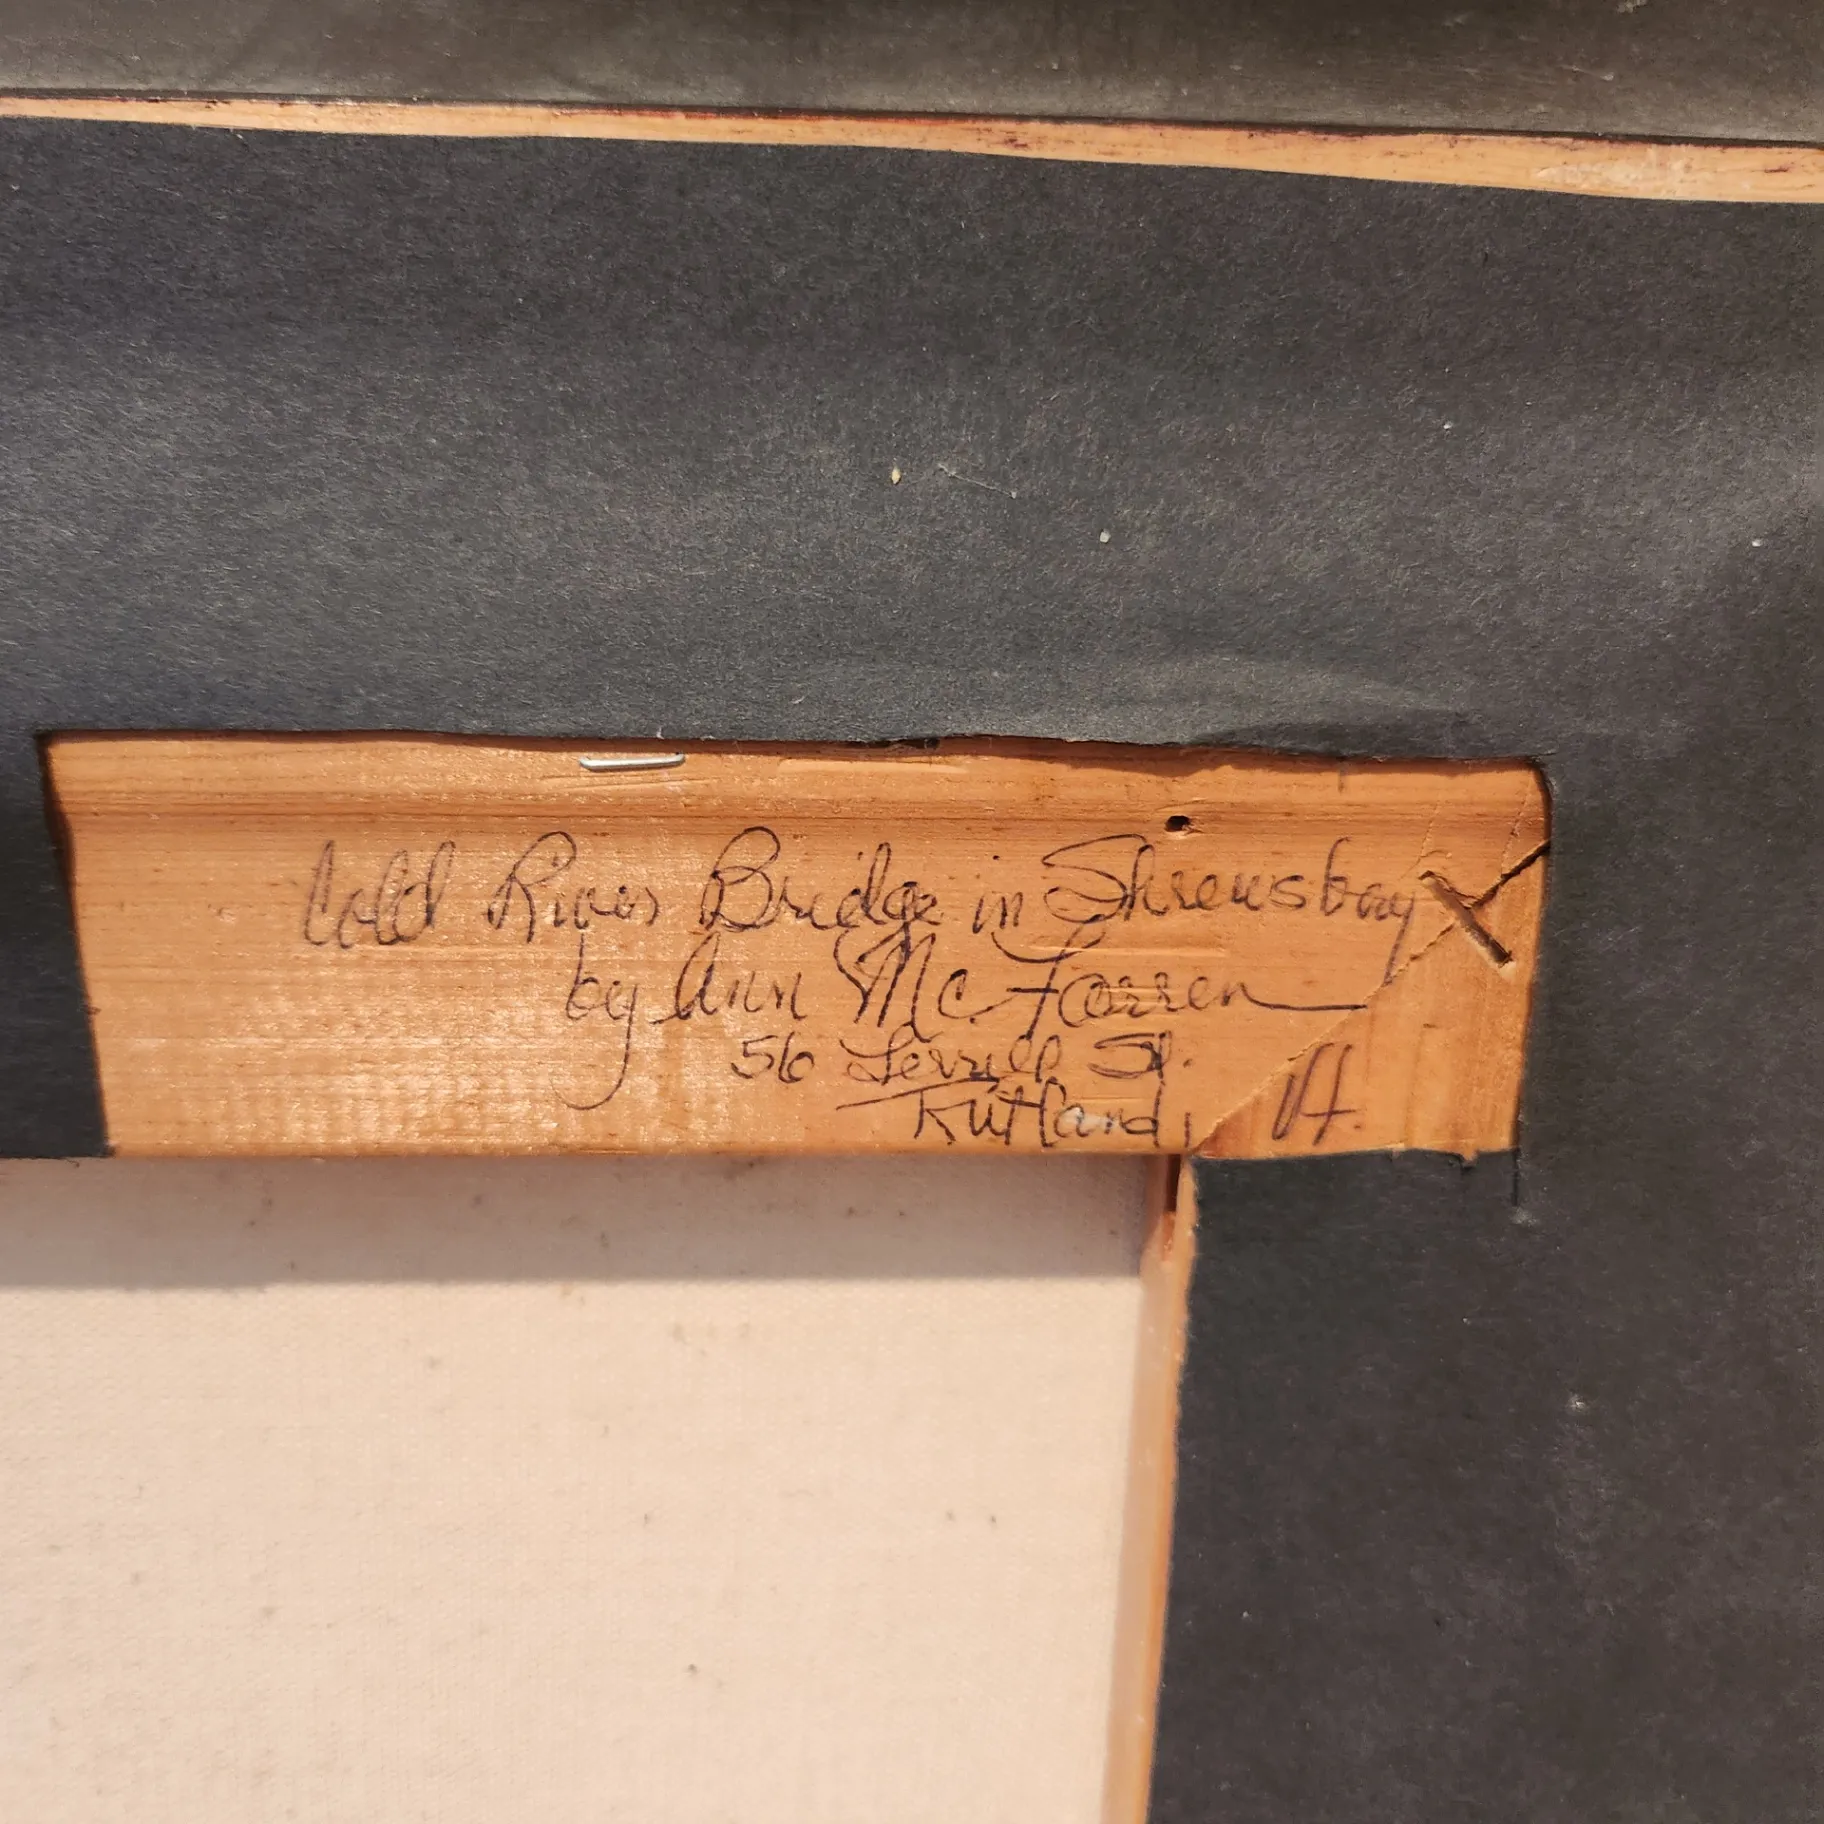 Cold River Bridge in Shrewsbury
by Ann McFarren
56 Terrill St.
Rutland, Vt.